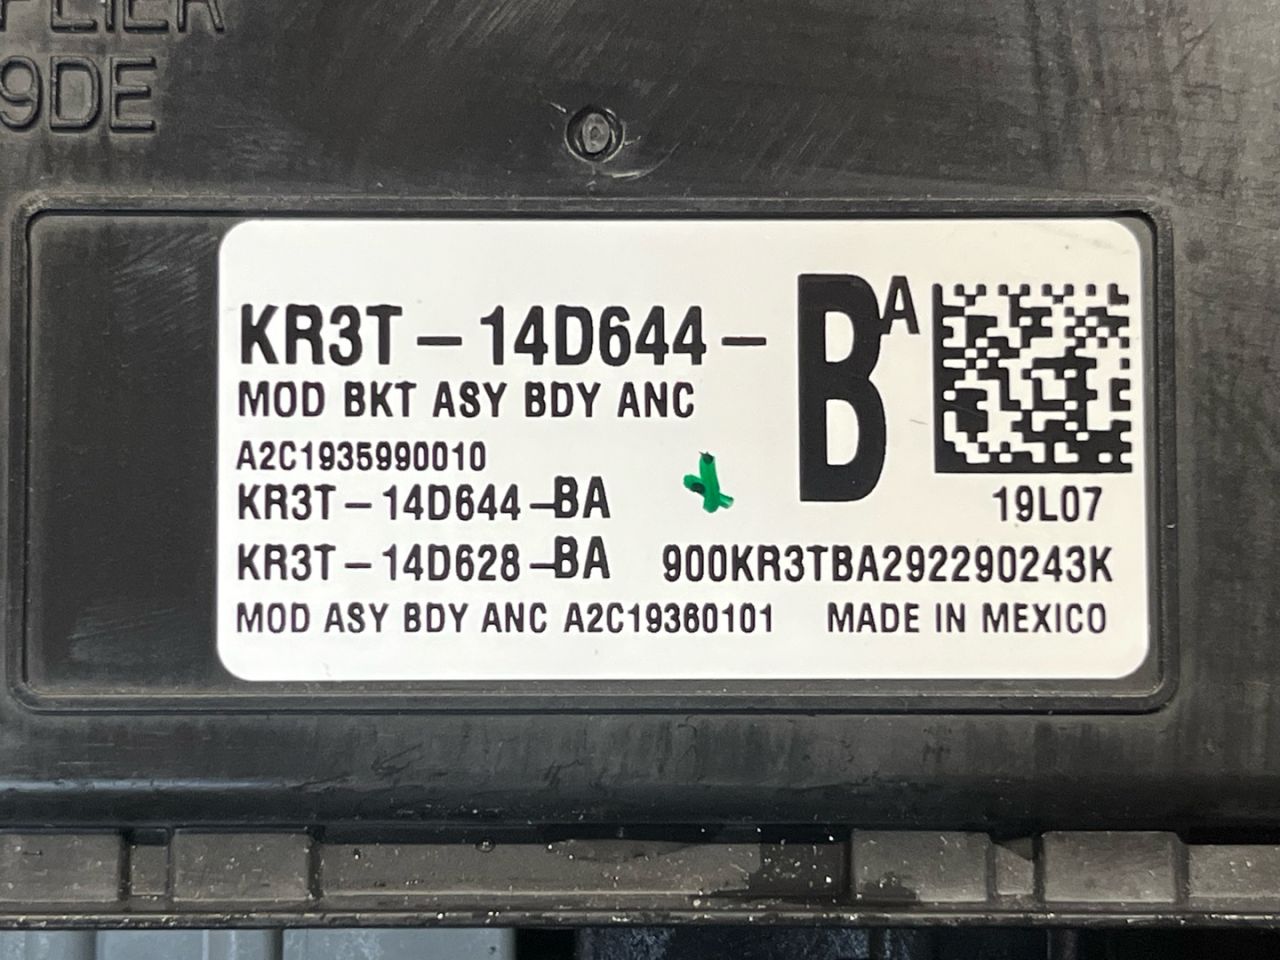 9DE
KR3T-14D644-BA
MOD BKT ASY BDY ANC
A2C1935990010
KR3T-14D644-BA
19L07
KR3T-14D628-BA 900KR3TBA292290243K
MOD ASY BDY ANC A2C19360101 MADE IN MEXICO